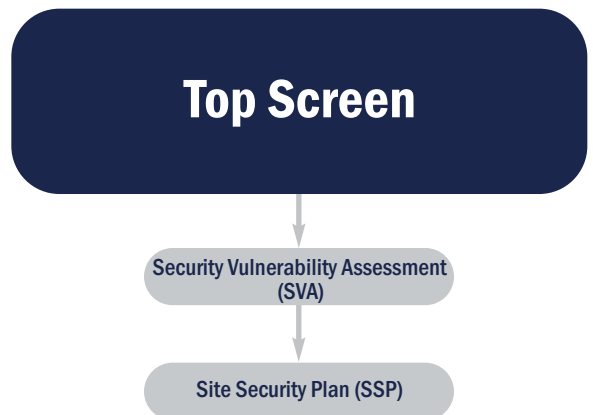 Top Screen
Security Vulnerability Assessment
(SVA)
Site Security Plan (SSP)